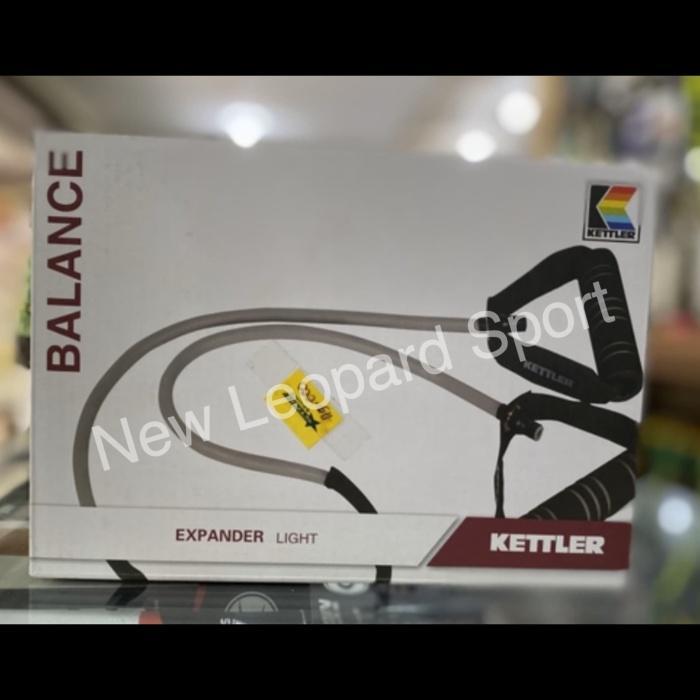 BALANCE
KETTLER
KETTLER
New Leopard Sport
EXPANDER LIGHT
KETTLER